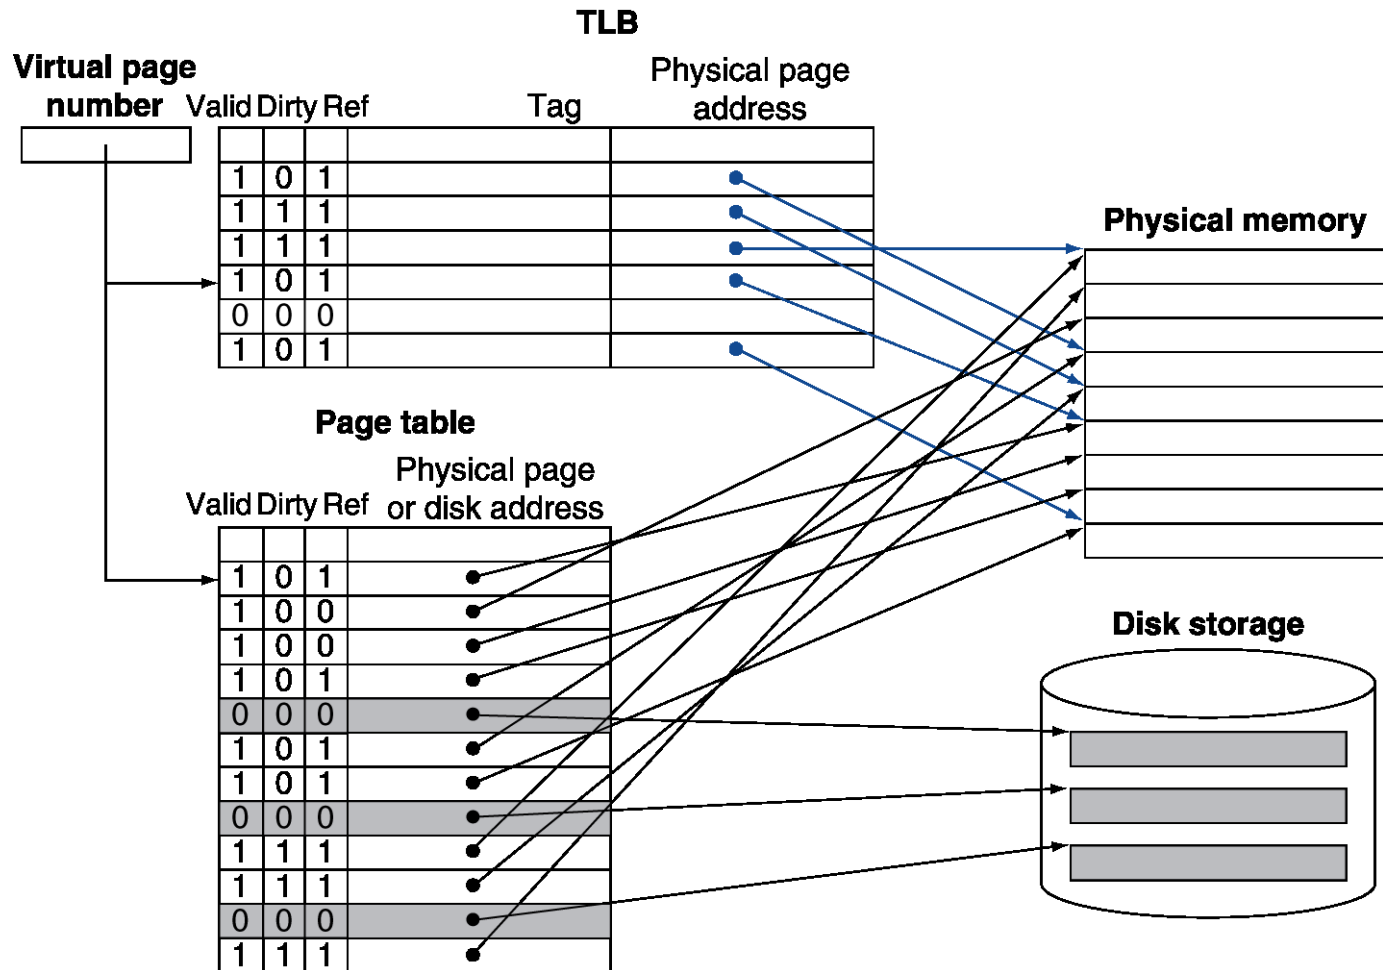 TLB
Virtual page
number
Valid Dirty Ref
Tag
Physical page
address
1 0 1
1 1 1
1 1 1
1 0 1
0 0 0
1 0 1
Physical memory
Page table
Physical page
or disk address
Valid Dirty Ref
1 0 1
1 0 0
1 0 0
1 0 1
0 0 0
1 0 1
1 0 1
0 0 0
1 1 1
1 1 1
0 0 0
1 1 1
Disk storage